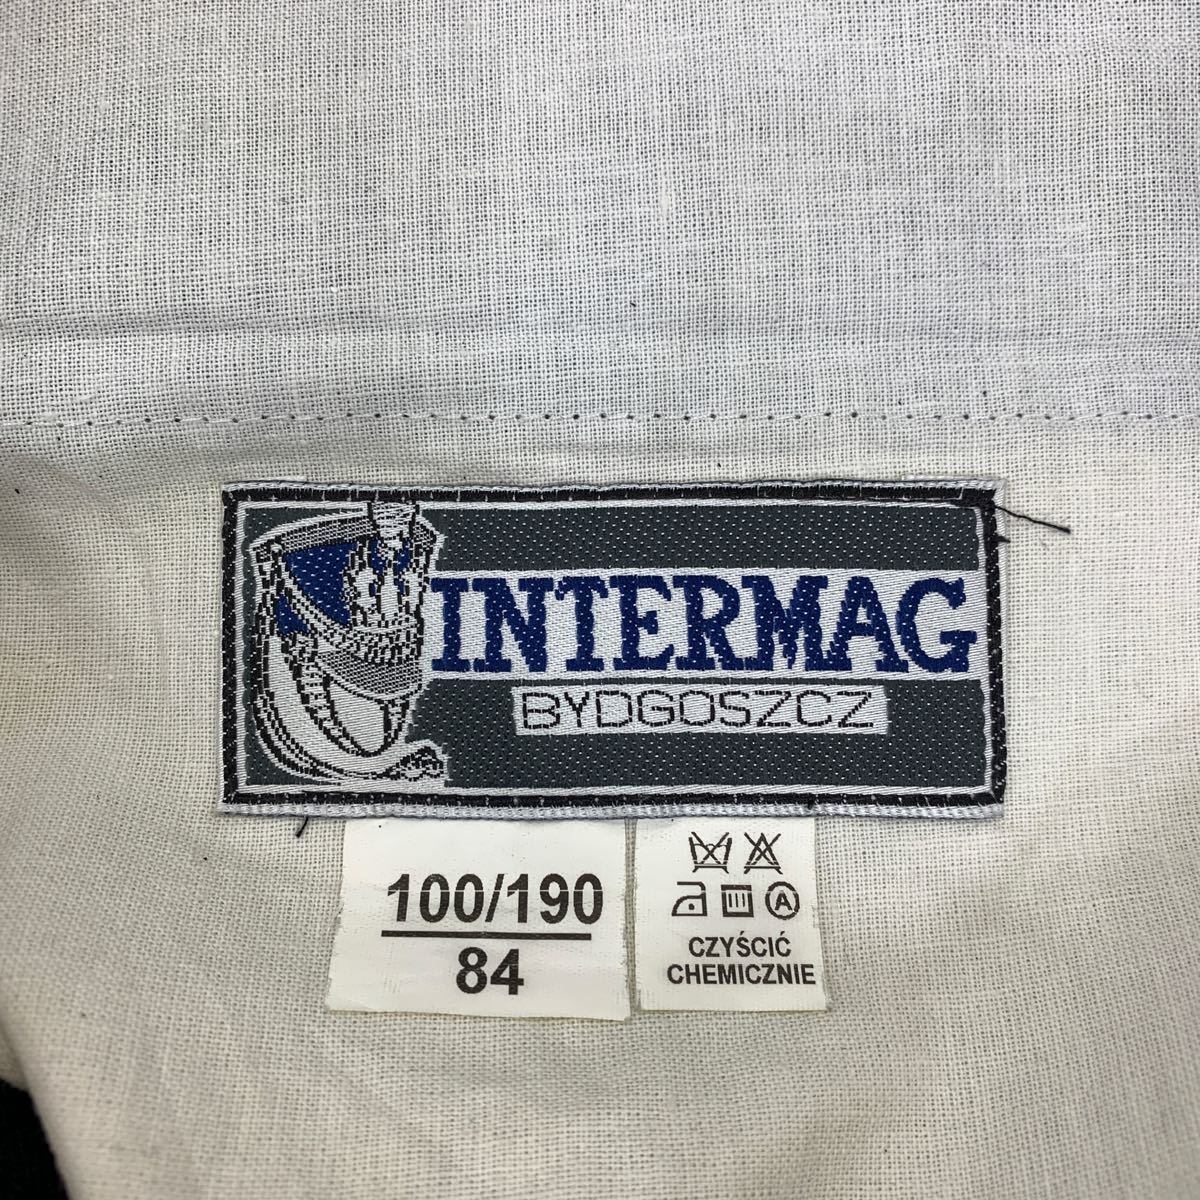 INTERMAG
BYDGOSZCZ
100/190
84
A
CZYŚCIĆ
CHEMICZNIE